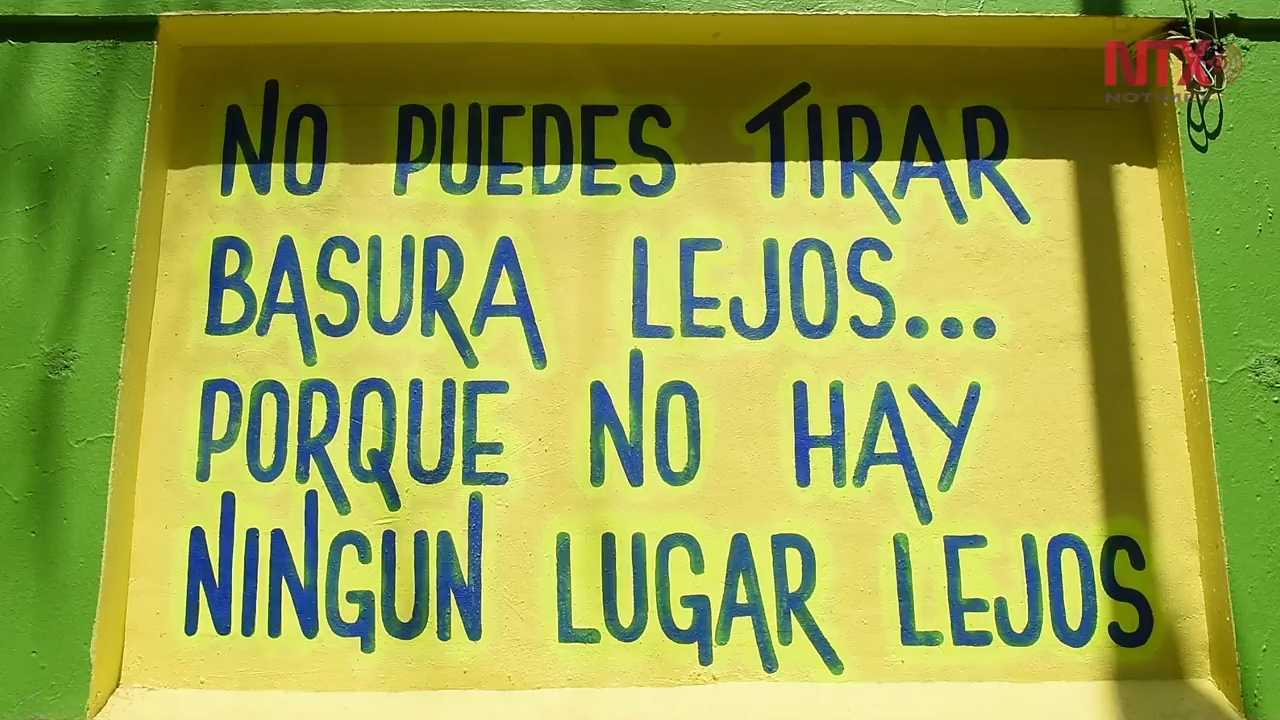 NTX
NO PUEDES TIRAR
BASURA LEJOS...
PORQUE NO HAY
NINGUN LUGAR LEJOS